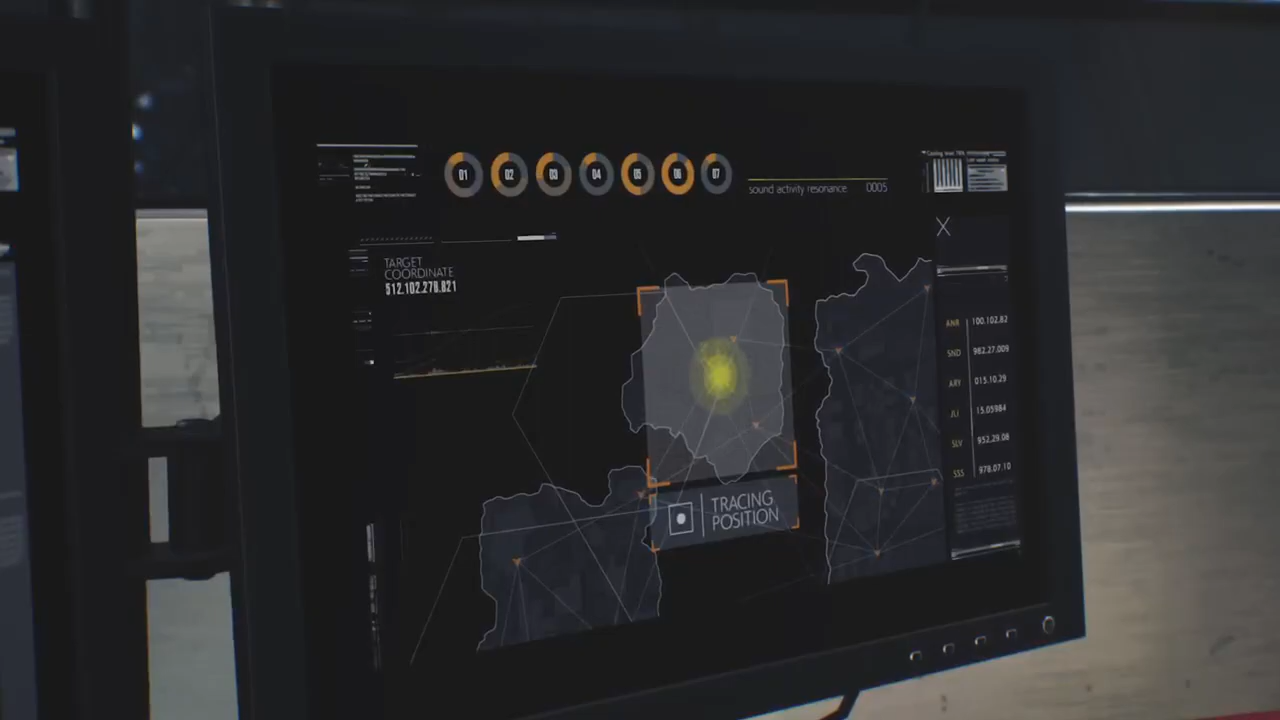 01 02 03 04 05 06 07
sound activity resonance 0005
TARGET
COORDINATE
512.102.279.821
ANR 100.102.82
SND 982.27.009
ARY 015.10.29
JLI 15.05984
SLV 952.29.08
SSS 978.07.10
TRACING
POSITION